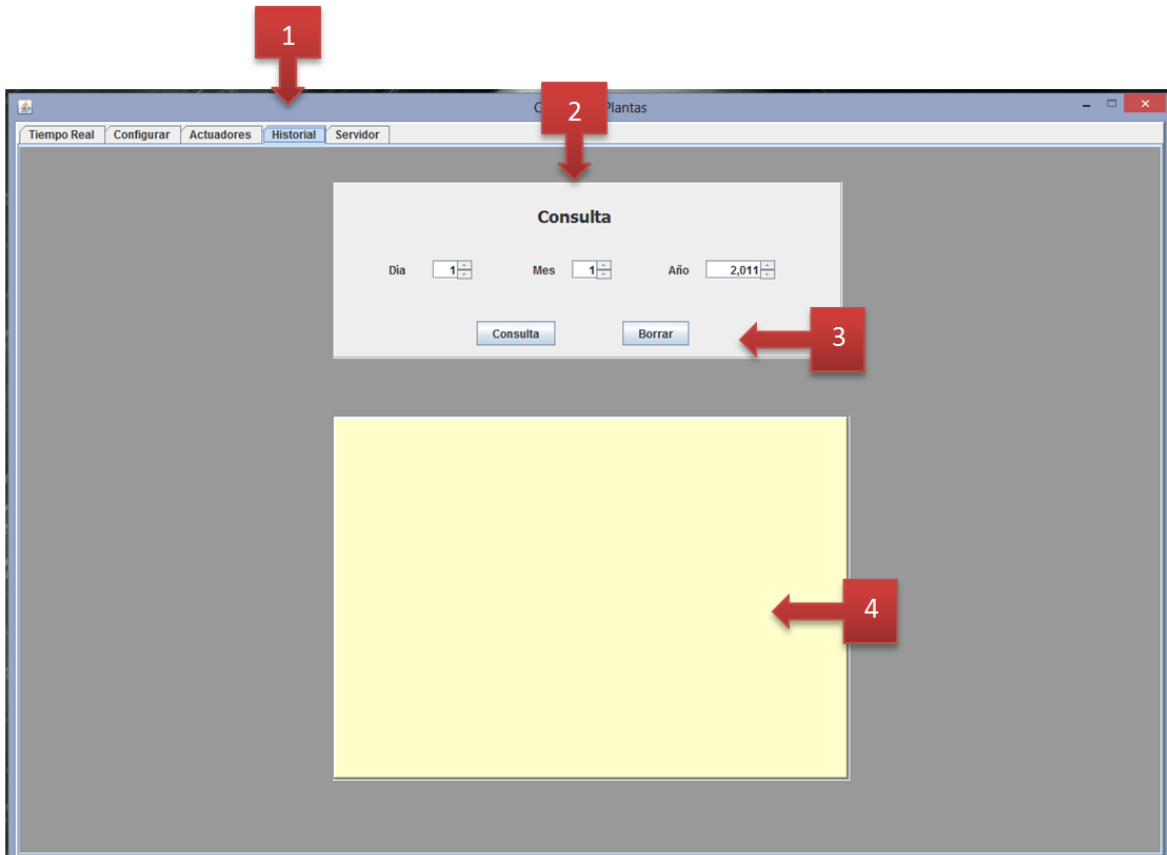 1
2
Plantas
Tiempo Real Configurar Actuadores Historial Servidor
Consulta
Dia 1 Mes 1 Año 2,011
Consulta Borrar
3
4